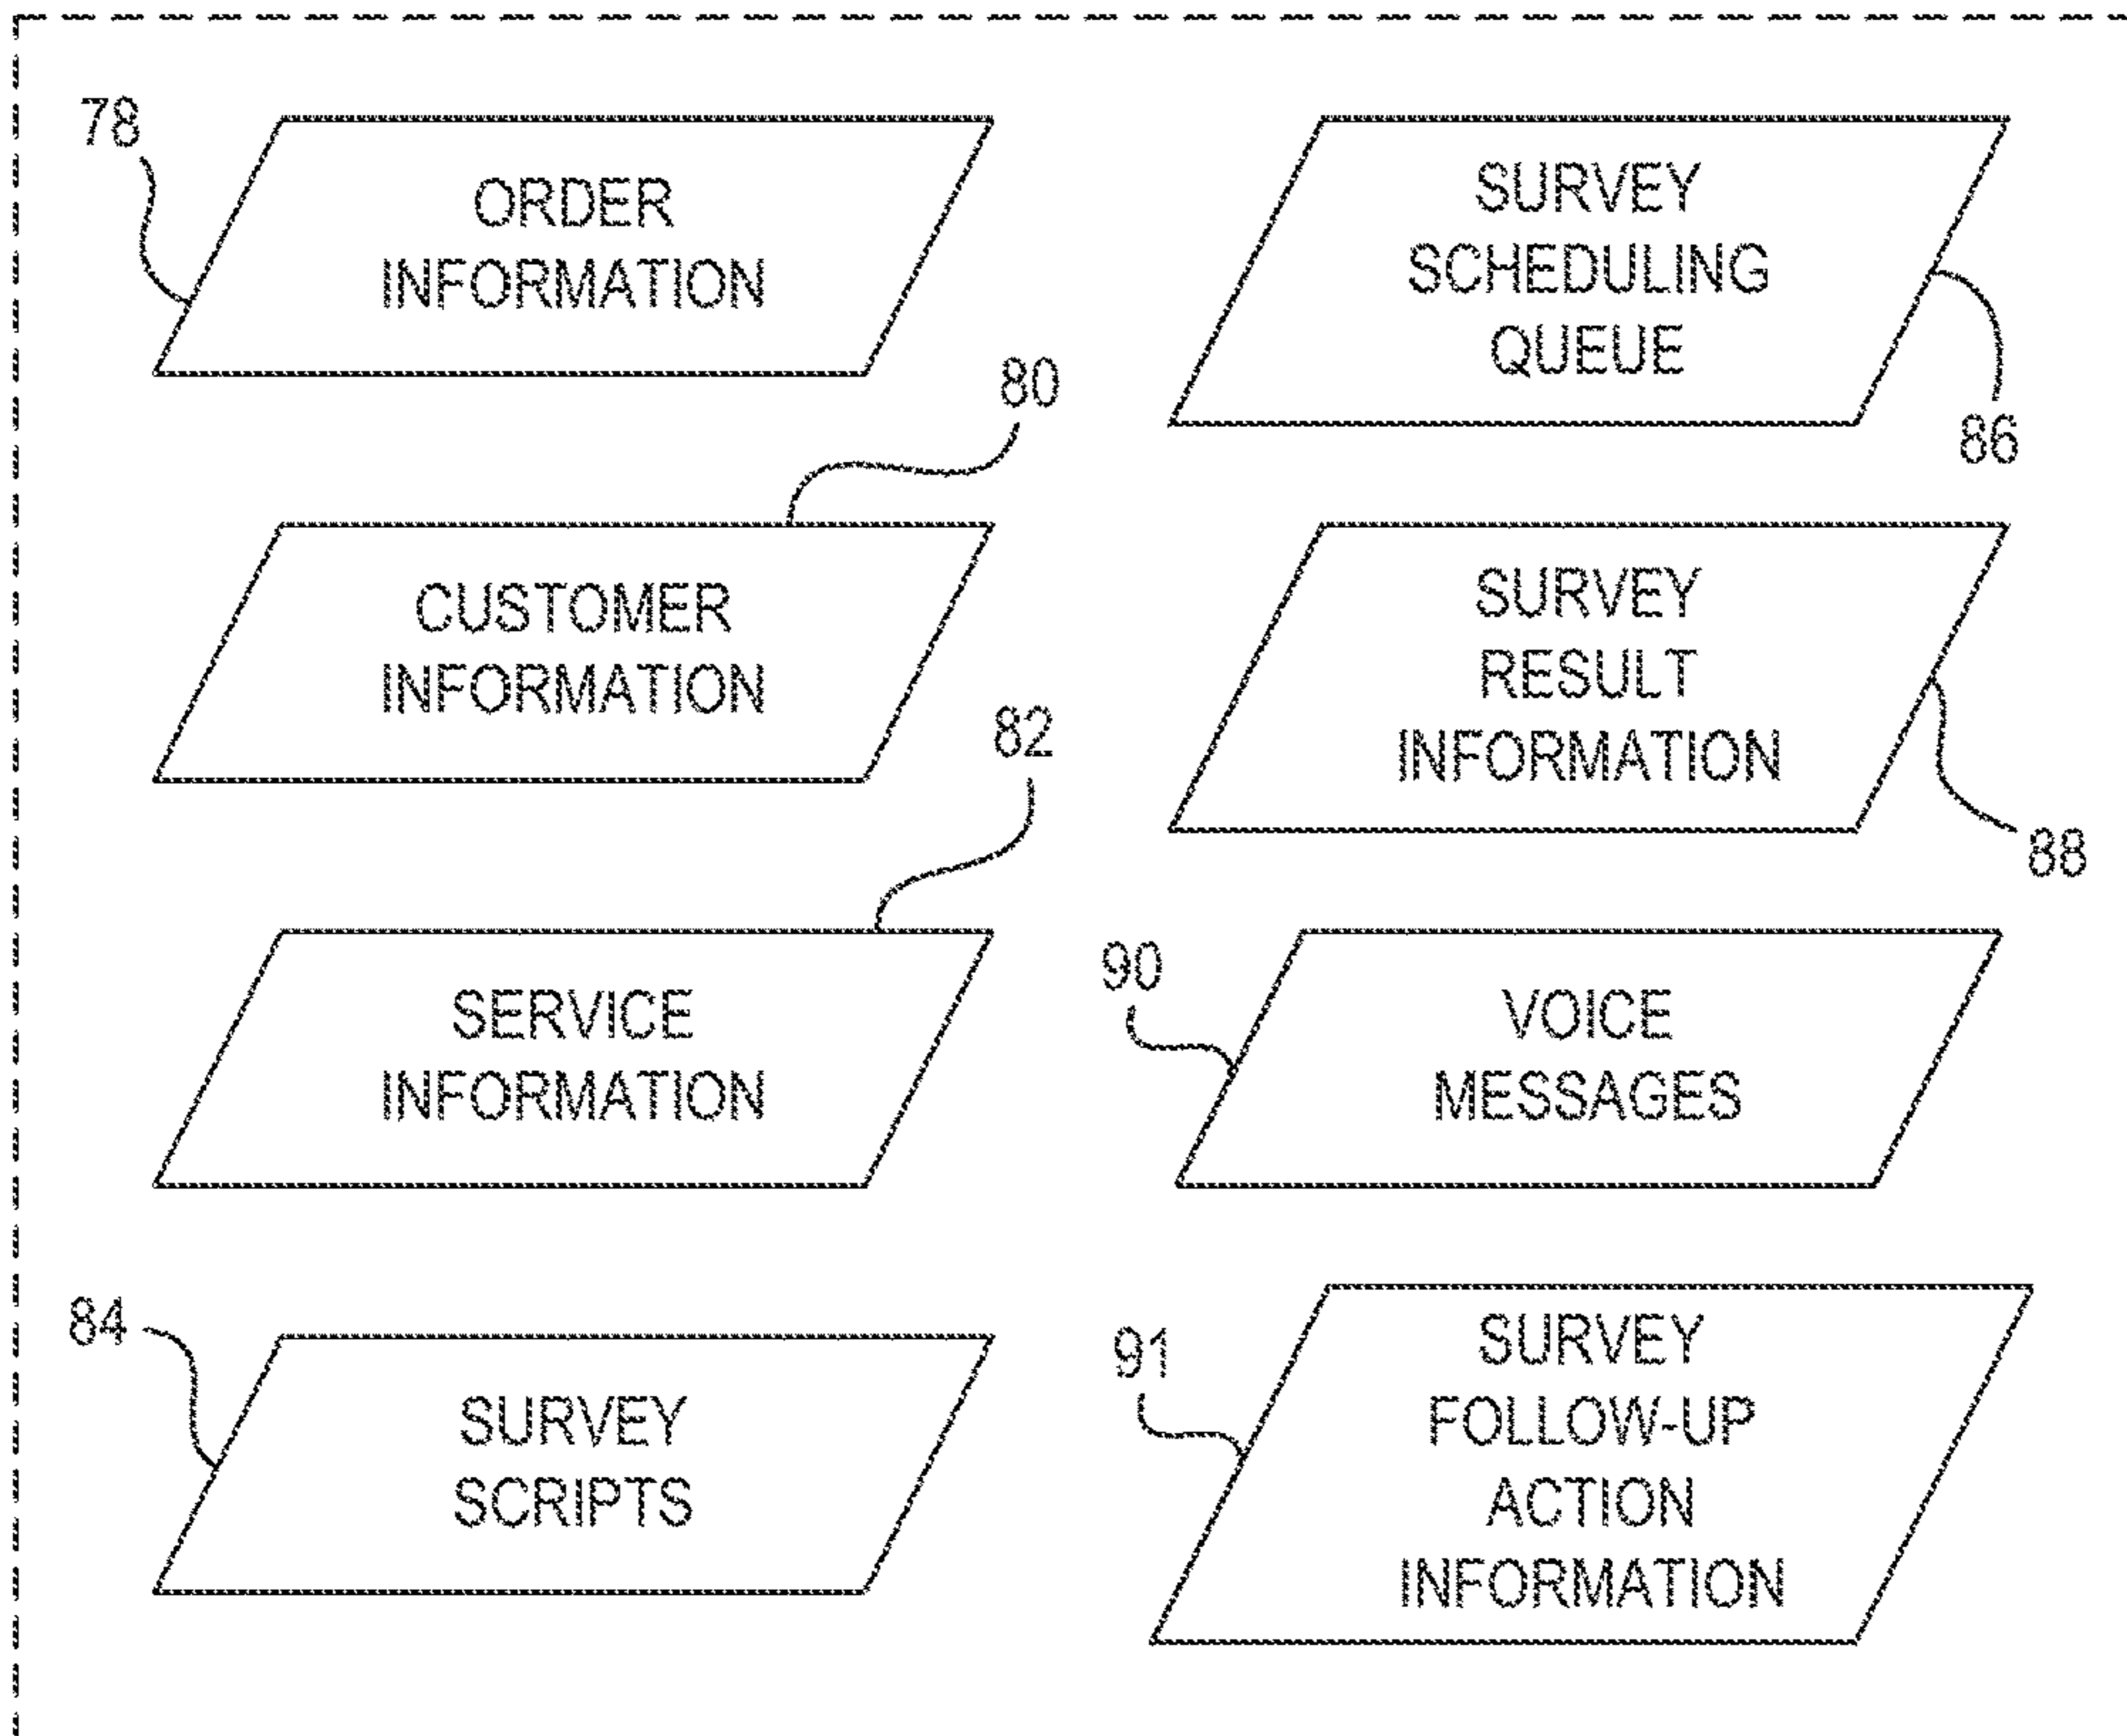 78
ORDER
INFORMATION
80
CUSTOMER
INFORMATION
82
SERVICE
INFORMATION
84
SURVEY
SCRIPTS
SURVEY
SCHEDULING
QUEUE
86
SURVEY
RESULT
INFORMATION
88
90
VOICE
MESSAGES
91
SURVEY
FOLLOW-UP
ACTION
INFORMATION